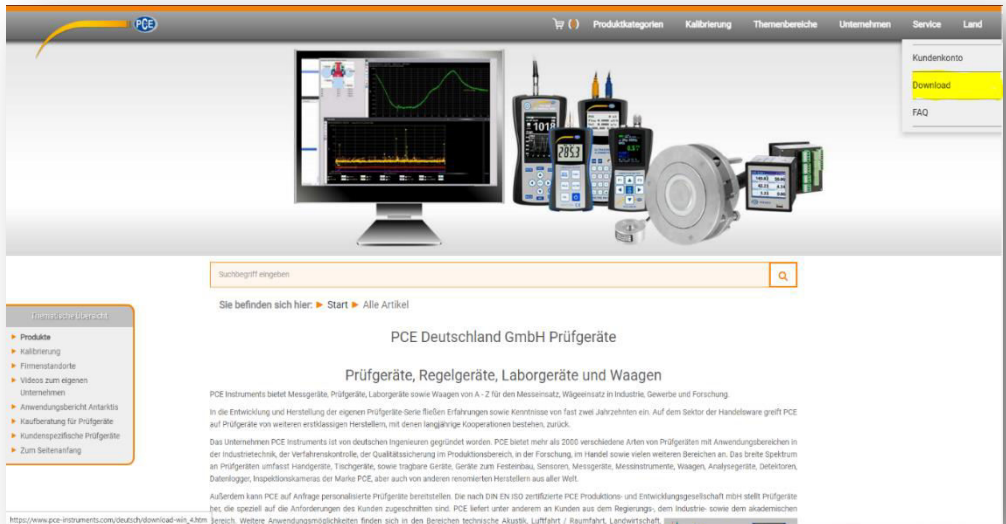 PCE
( ) Produktkategorien Kalibrierung Themenbereiche Unternehmen Service Land
Kundenkonto
Download
FAQ
Suchbegriff eingeben
Sie befinden sich hier: ► Start ► Alle Artikel
Thematische Übersicht
► Produkte
► Kalibrierung
► Firmenstandorte
► Videos zum eigenen
Unternehmen
► Anwendungsbericht Antarktis
► Kaufberatung für Prüfgeräte
► Kundenspezifische Prüfgeräte
► Zum Seitenanfang
PCE Deutschland GmbH Prüfgeräte
Prüfgeräte, Regelgeräte, Laborgeräte und Waagen
PCE Instruments bietet Messgeräte, Prüfgeräte, Laborgeräte sowie Waagen von A - Z für den Messeinsatz, Wägeeinsatz in Industrie, Gewerbe und Forschung.
In die Entwicklung und Herstellung der eigenen Prüfgeräte-Serie fließen Erfahrungen sowie Kenntnisse von fast zwei Jahrzehnten ein. Auf dem Sektor der Handelsware greift PCE
auf Prüfgeräte von weiteren erstklassigen Herstellern, mit denen langjährige Kooperationen bestehen, zurück.
Das Unternehmen PCE Instruments ist von deutschen Ingenieuren gegründet worden. PCE bietet mehr als 2000 verschiedene Arten von Prüfgeräten mit Anwendungsbereichen in
der Industrietechnik, der Verfahrenskontrolle, der Qualitätssicherung im Produktionsbereich, in der Forschung, im Handel sowie vielen weiteren Bereichen an. Das breite Spektrum
an Prüfgeräten umfasst Handgeräte, Tischgeräte, sowie tragbare Geräte, Geräte zum Festeinbau, Sensoren, Messgeräte, Messinstrumente, Waagen, Analysegeräte, Detektoren,
Datenlogger, Inspektionskameras der Marke PCE, aber auch von anderen renommierten Herstellern aus aller Welt.
Außerdem kann PCE auf Anfrage personalisierte Prüfgeräte bereitstellen. Die nach DIN EN ISO zertifizierte PCE Produktions- und Entwicklungsgesellschaft mbH stellt Prüfgeräte
her, die speziell auf die Anforderungen des Kunden zugeschnitten sind. PCE liefert unter anderem an Kunden aus dem Regierungs-, dem Industrie- sowie dem akademischen
Bereich. Weitere Anwendungsmöglichkeiten finden sich in den Bereichen technische Akustik, Luftfahrt / Raumfahrt, Landwirtschaft,
https://www.pce-instruments.com/deutsch/download-win_4.htm